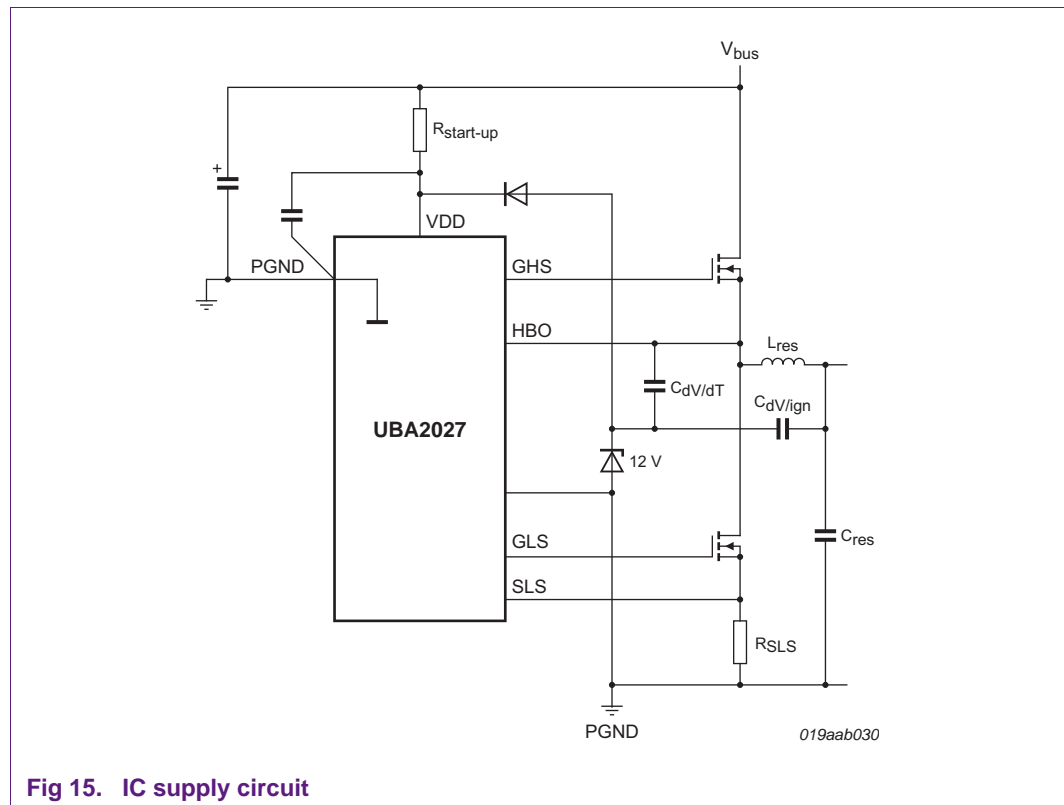 Vbus
Rstart-up
+
VDD
PGND
GHS
HBO
Lres
CdV/dT
CdV/ign
UBA2027
12 V
GLS
Cres
SLS
RSLS
PGND
019aab030
Fig 15. IC supply circuit